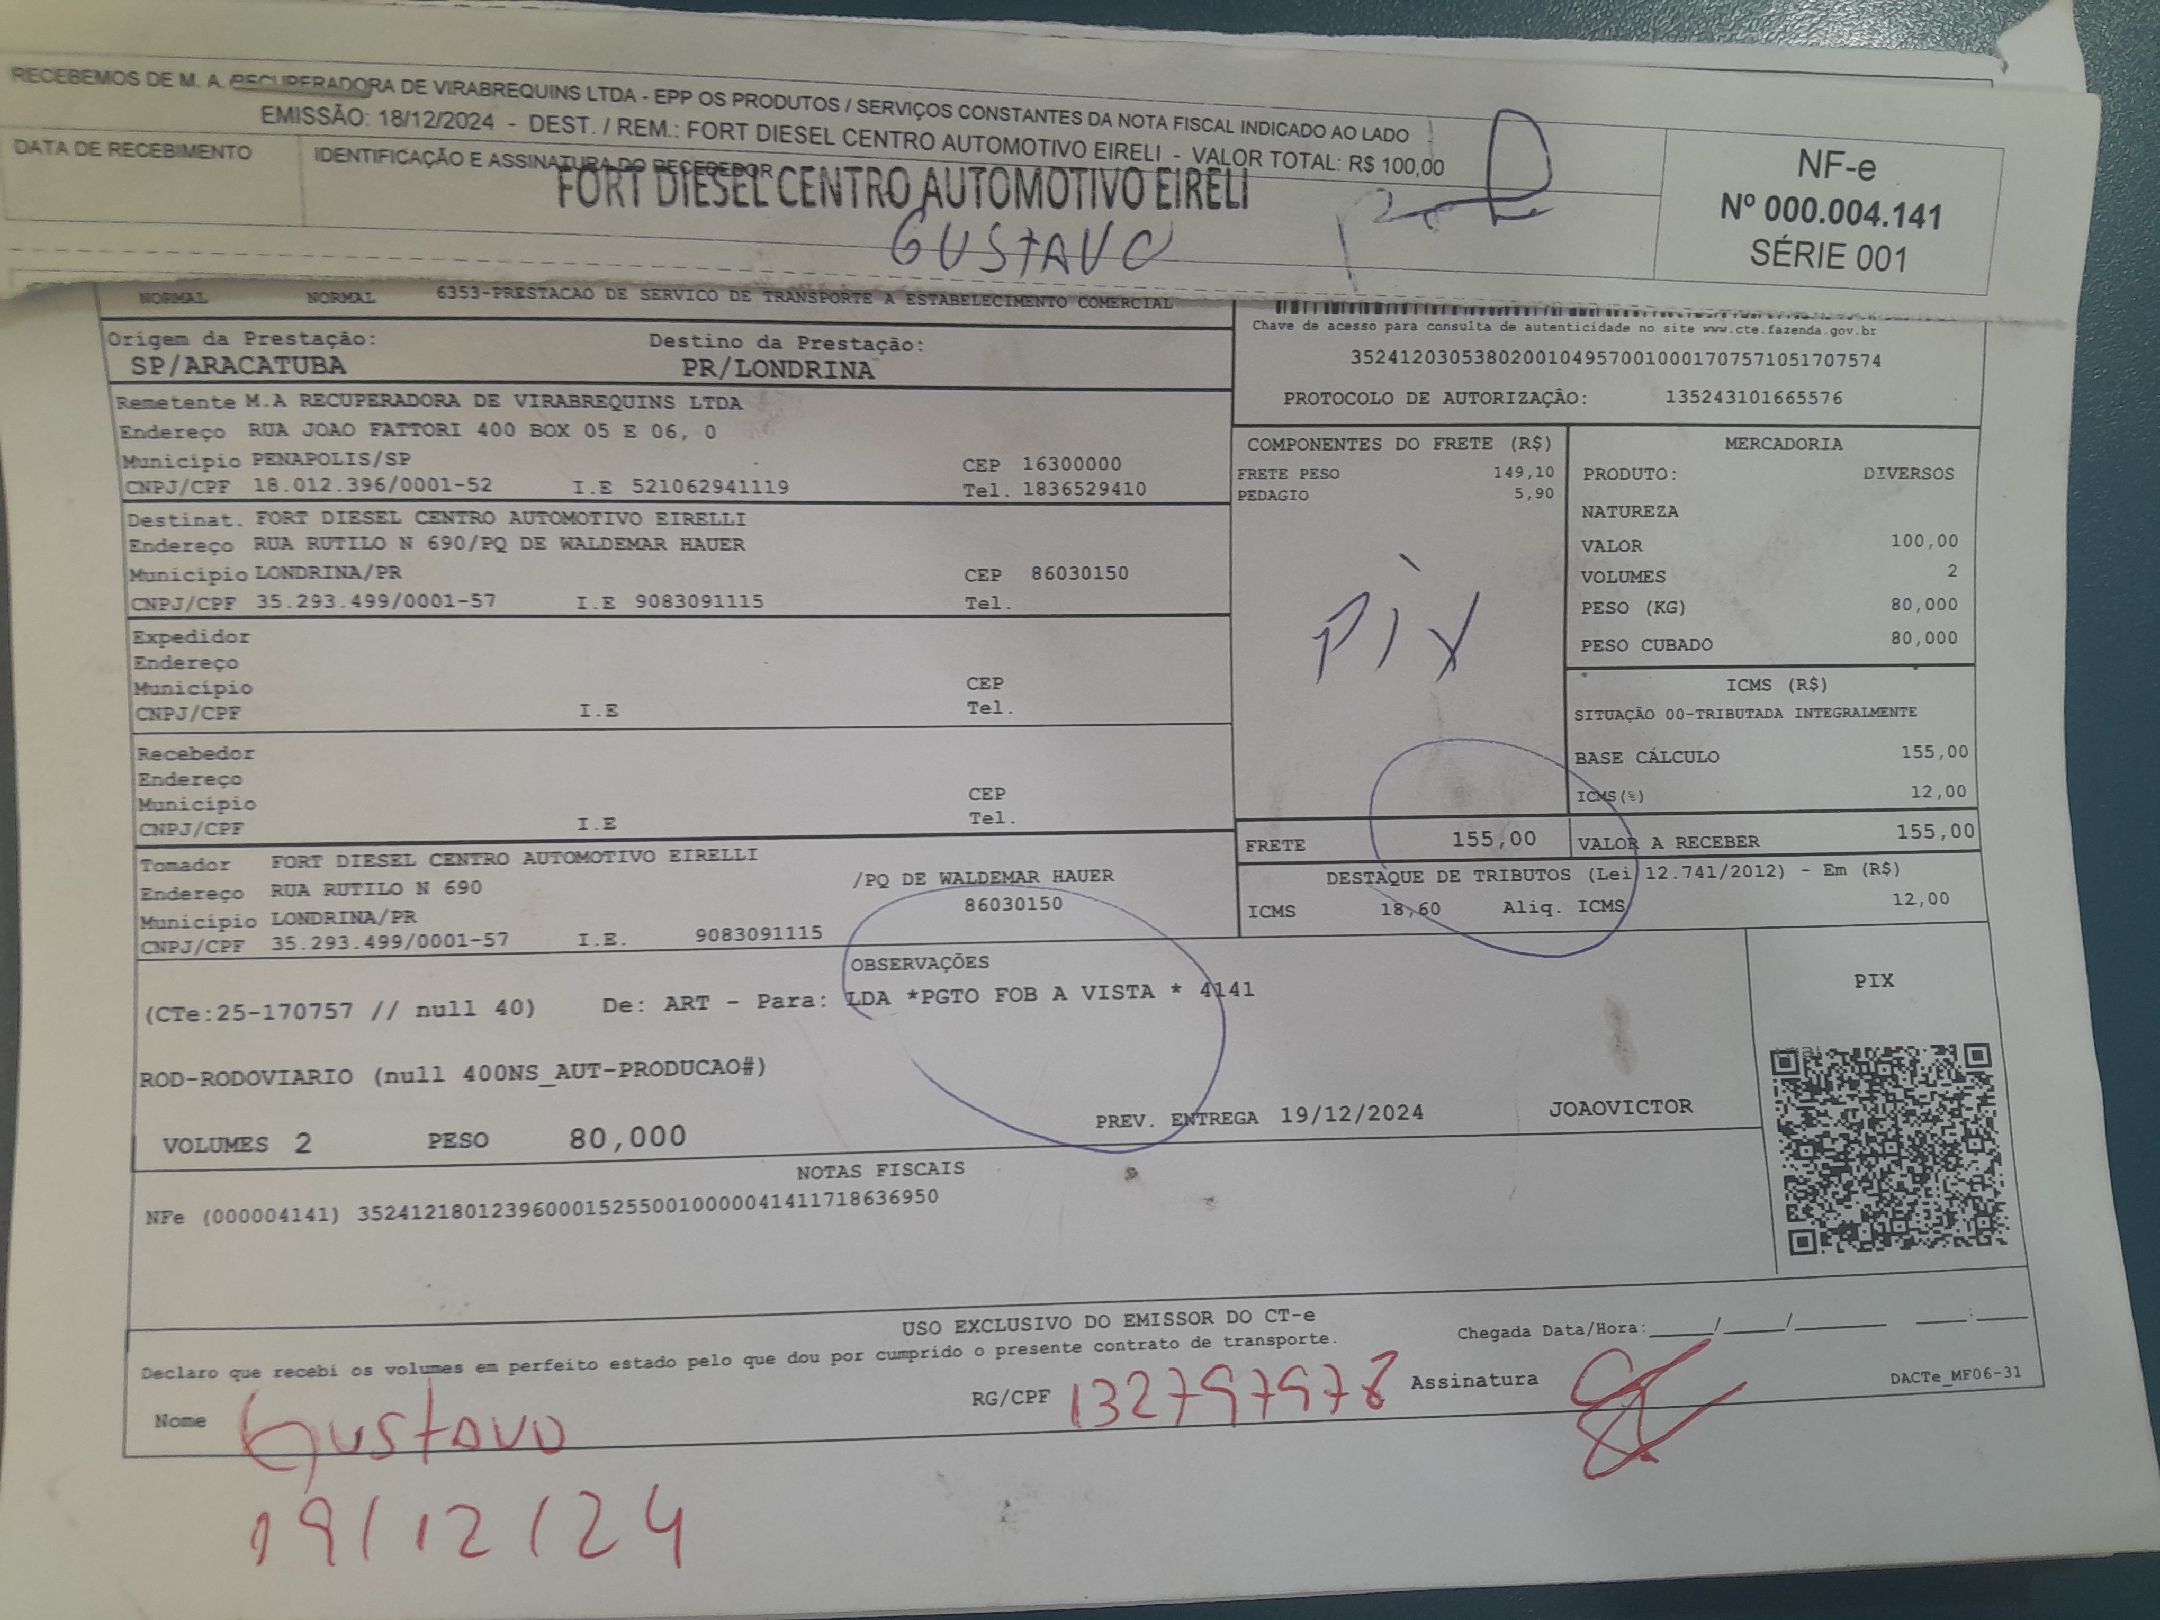 RECEBEMOS DE M. A. RECUPERADORA DE VIRABREQUINS LTDA - EPP OS PRODUTOS / SERVIÇOS CONSTANTES DA NOTA FISCAL INDICADO AO LADO
EMISSÃO: 18/12/2024 - DEST. / REM.: FORT DIESEL CENTRO AUTOMOTIVO EIRELI - VALOR TOTAL: R$ 100,00
DATA DE RECEBIMENTO
IDENTIFICAÇÃO E ASSINATURA DO RECEBEDOR
FORT DIESEL CENTRO AUTOMOTIVO EIRELI
GUSTAVO
NF-e
Nº 000.004.141
SÉRIE 001
NORMAL NORMAL 6353-PRESTACAO DE SERVICO DE TRANSPORTE A ESTABELECIMENTO COMERCIAL
Origem da Prestação: Destino da Prestação:
SP/ARACATUBA PR/LONDRINA
Chave de acesso para consulta de autenticidade no site www.cte.fazenda.gov.br
35241203053802001049570010001707571051707574
PROTOCOLO DE AUTORIZAÇÂO: 135243101665576
Remetente M.A RECUPERADORA DE VIRABREQUINS LTDA
Endereço RUA JOAO FATTORI 400 BOX 05 E 06, 0
Município PENAPOLIS/SP CEP 16300000
CNPJ/CPF 18.012.396/0001-52 I.E 521062941119 Tel. 1836529410
Destinat. FORT DIESEL CENTRO AUTOMOTIVO EIRELLI
Endereço RUA RUTILO N 690/PQ DE WALDEMAR HAUER
Municipio LONDRINA/PR CEP 86030150
CNPJ/CPF 35.293.499/0001-57 I.E 9083091115 Tel.
Expedidor
Endereço
Município CEP
CNPJ/CPF I.E Tel.
Recebedor
Endereço
Município CEP
CNPJ/CPF I.E Tel.
Tomador FORT DIESEL CENTRO AUTOMOTIVO EIRELLI
Endereço RUA RUTILO N 690 /PQ DE WALDEMAR HAUER
Município LONDRINA/PR 86030150
CNPJ/CPF 35.293.499/0001-57 I.E. 9083091115
COMPONENTES DO FRETE (R$)
FRETE PESO 149,10
PEDAGIO 5,90
Pix
FRETE 155,00
MERCADORIA
PRODUTO: DIVERSOS
NATUREZA
VALOR 100,00
VOLUMES 2
PESO (KG) 80,000
PESO CUBADO 80,000
ICMS (R$)
SITUAÇÃO 00-TRIBUTADA INTEGRALMENTE
BASE CÁLCULO 155,00
ICMS(%) 12,00
VALOR A RECEBER 155,00
DESTAQUE DE TRIBUTOS (Lei 12.741/2012) - Em (R$)
ICMS 18,60 Aliq. ICMS 12,00
OBSERVAÇÕES
(CTe:25-170757 // null 40) De: ART - Para: LDA *PGTO FOB A VISTA * 4141
ROD-RODOVIARIO (null 400NS_AUT-PRODUCAO#)
VOLUMES 2 PESO 80,000 PREV. ENTREGA 19/12/2024 JOAOVICTOR
PIX
NOTAS FISCAIS
NFe (000004141) 35241218012396000152550010000041411718636950
USO EXCLUSIVO DO EMISSOR DO CT-e
Declaro que recebi os volumes em perfeito estado pelo que dou por cumprido o presente contrato de transporte.
Chegada Data/Hora:____/____/______ ___:___
Nome Gustavo RG/CPF 132797978 Assinatura
DACTe_MF06-31
19/12/24